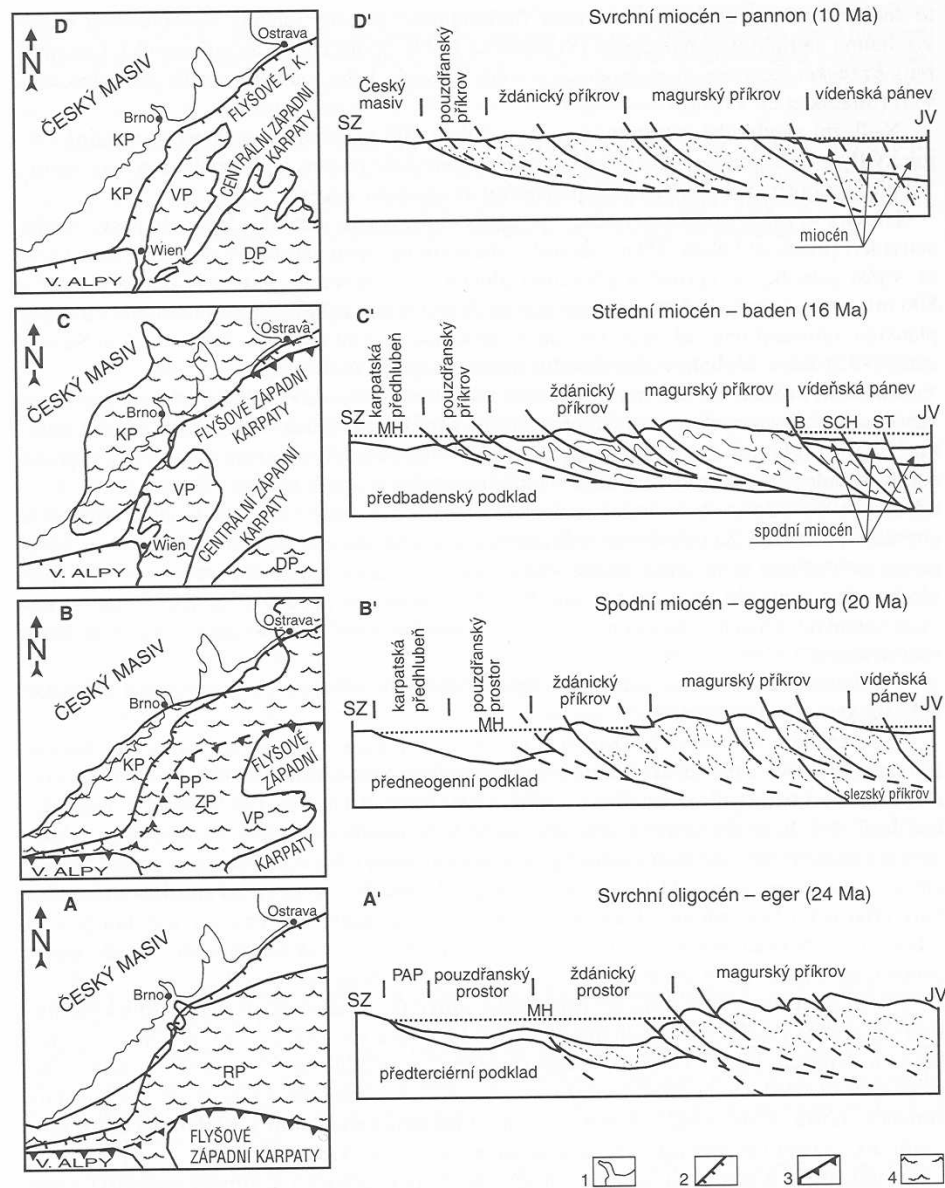 D
N
Ostrava
ČESKÝ MASIV
FLYŠOVÉ Z. K.
Brno
KP
CENTRÁLNÍ ZÁPADNÍ
KARPATY
KP
VP
Wien
DP
V. ALPY
D'
Svrchní miocén – pannon (10 Ma)
Český
masiv
pouzdřanský
příkrov
ždánický příkrov
magurský příkrov
vídeňská pánev
SZ
JV
miocén
C
N
Ostrava
ČESKÝ MASIV
Brno
KP
FLYŠOVÉ ZÁPADNÍ
KARPATY
VP
CENTRÁLNÍ ZÁPADNÍ
KARPATY
Wien
V. ALPY
DP
C'
Střední miocén – baden (16 Ma)
karpatská
předhlubeň
pouzdřanský
příkrov
ždánický
příkrov
magurský příkrov
vídeňská pánev
SZ
JV
MH
B
SCH
ST
předbadenský podklad
spodní miocén
B
N
Ostrava
ČESKÝ MASIV
Brno
KP
PP
ZP
FLYŠOVÉ
ZÁPADNÍ
VP
KARPATY
V. ALPY
B'
Spodní miocén – eggenburg (20 Ma)
karpatská
předhlubeň
pouzdřanský
prostor
ždánický
příkrov
magurský příkrov
vídeňská
pánev
SZ
JV
MH
předneogenní podklad
slezský příkrov
A
N
Ostrava
ČESKÝ MASIV
Brno
RP
FLYŠOVÉ
ZÁPADNÍ KARPATY
V. ALPY
A'
Svrchní oligocén – eger (24 Ma)
PAP
pouzdřanský
prostor
ždánický
prostor
magurský příkrov
SZ
JV
MH
předterciérní podklad
1
2
3
4